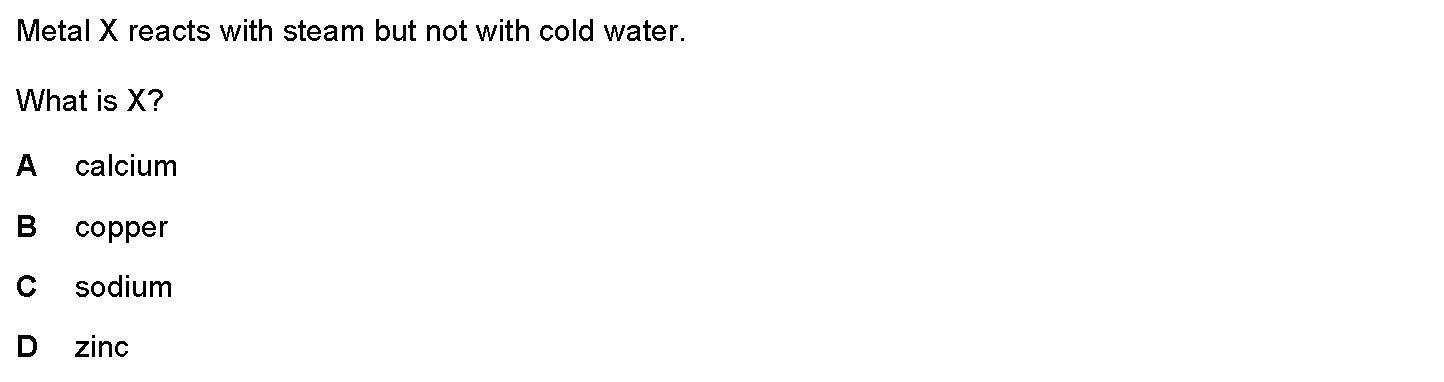 Metal X reacts with steam but not with cold water.
What is X?
A calcium
B copper
C sodium
D zinc